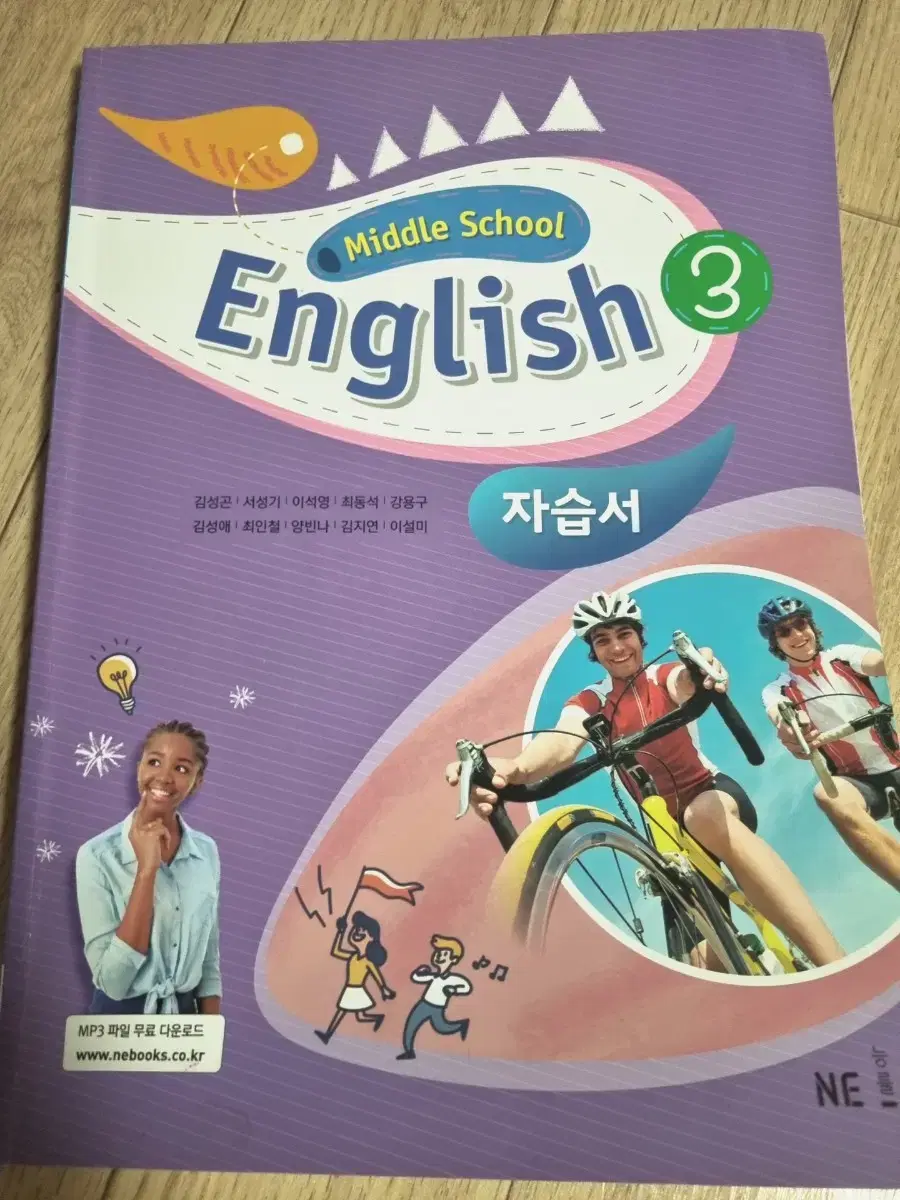 Middle School
English 3
자습서
김성곤 | 서성기 | 이석영 | 최동석 | 강용구
김성애 | 최인철 | 양빈나 | 김지연 | 이설미
MP3 파일 무료 다운로드
www.nebooks.co.kr
NE